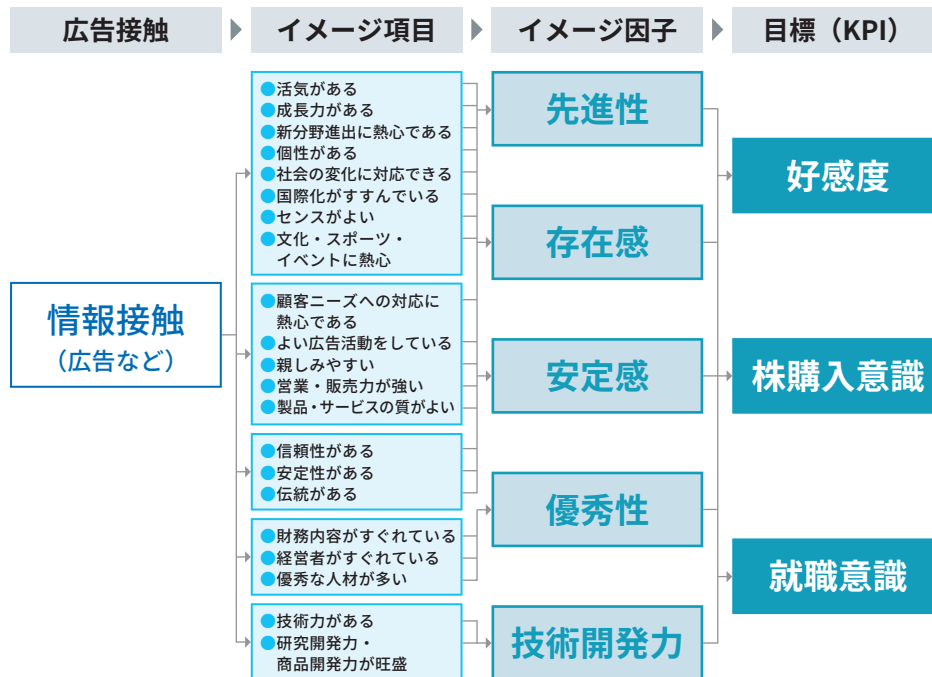 広告接触
イメージ項目
イメージ因子
目標（KPI）
情報接触
（広告など）
●活気がある
●成長力がある
●新分野進出に熱心である
●個性がある
●社会の変化に対応できる
●国際化がすすんでいる
●センスがよい
●文化・スポーツ・
イベントに熱心
●顧客ニーズへの対応に
熱心である
●よい広告活動をしている
●親しみやすい
●営業・販売力が強い
●製品・サービスの質がよい
●信頼性がある
●安定性がある
●伝統がある
●財務内容がすぐれている
●経営者がすぐれている
●優秀な人材が多い
●技術力がある
●研究開発力・
商品開発力が旺盛
先進性
存在感
安定感
優秀性
技術開発力
好感度
株購入意識
就職意識